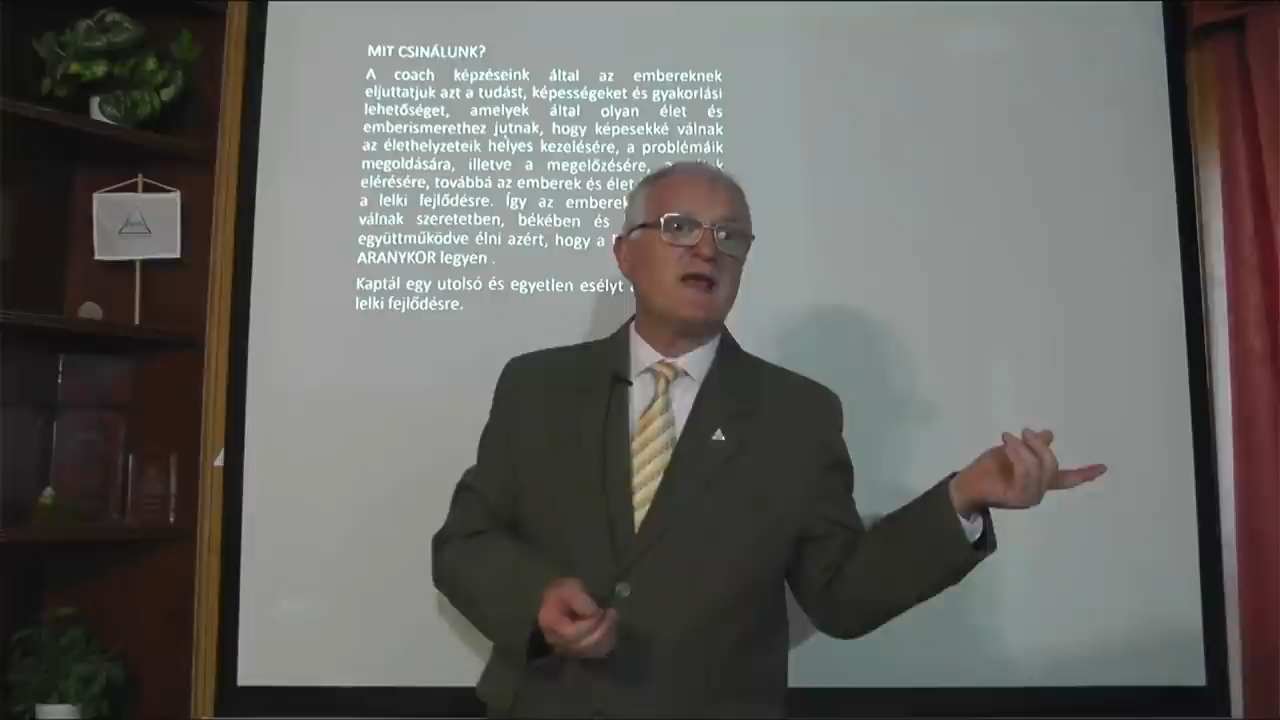 MIT CSINÁLUNK?
A coach képzéseink által az embereknek
eljuttatjuk azt a tudást, képességeket és gyakorlási
lehetőséget, amelyek által olyan élet és
emberismerethez jutnak, hogy képesekké válnak
az élethelyzeteik helyes kezelésére, a problémáik
megoldására, illetve a megelőzésére,
elérésére, továbbá az emberek és élet
a lelki fejlődésre. Így az emberek
válnak szeretetben, békében és
együttműködve élni azért, hogy a
ARANYKOR legyen .
Kaptál egy utolsó és egyetlen esélyt
lelki fejlődésre.